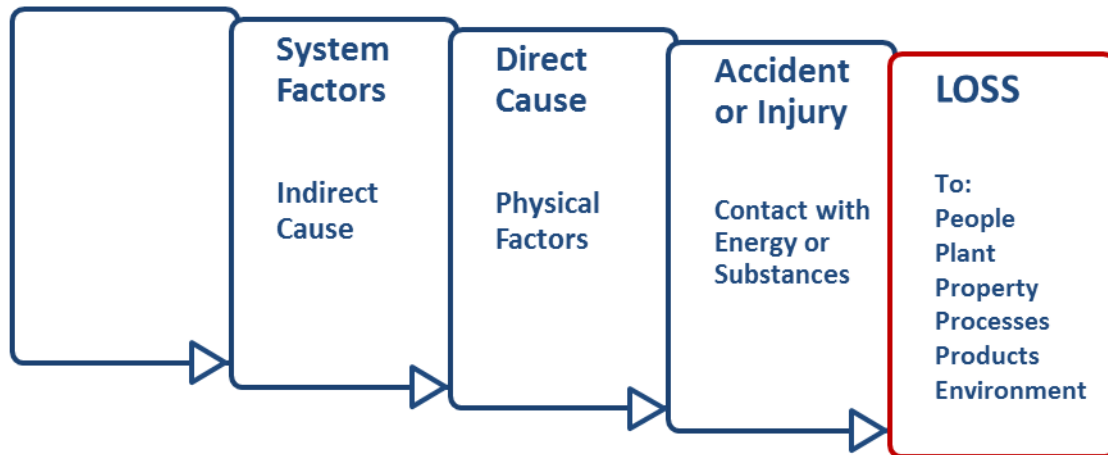 System
Factors
Indirect
Cause
Direct
Cause
Physical
Factors
Accident
or Injury
Contact with
Energy or
Substances
LOSS
To:
People
Plant
Property
Processes
Products
Environment